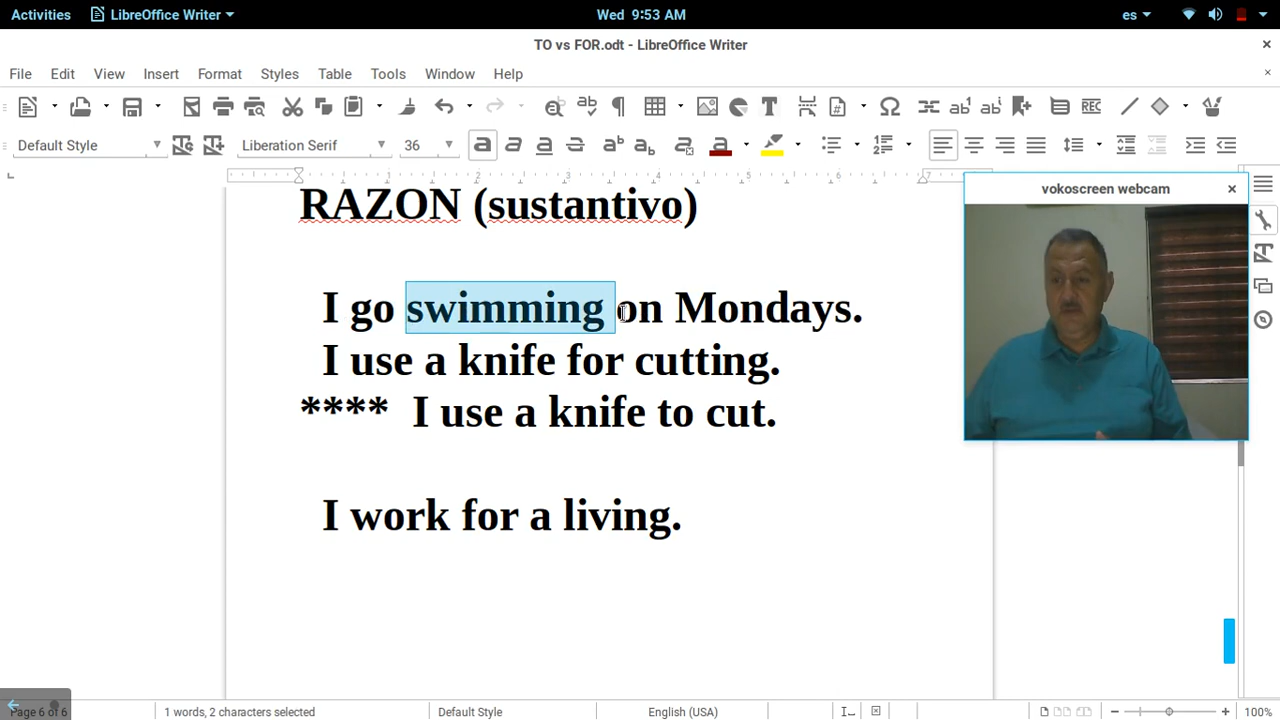 Activities LibreOffice Writer Wed 9:53 AM es
TO vs FOR.odt - LibreOffice Writer
File Edit View Insert Format Styles Table Tools Window Help
Default Style Liberation Serif 36
vokoscreen webcam
RAZON (sustantivo)
I go swimming on Mondays.
I use a knife for cutting.
**** I use a knife to cut.
I work for a living.
Page 6 of 6 1 words, 2 characters selected Default Style English (USA) 100%